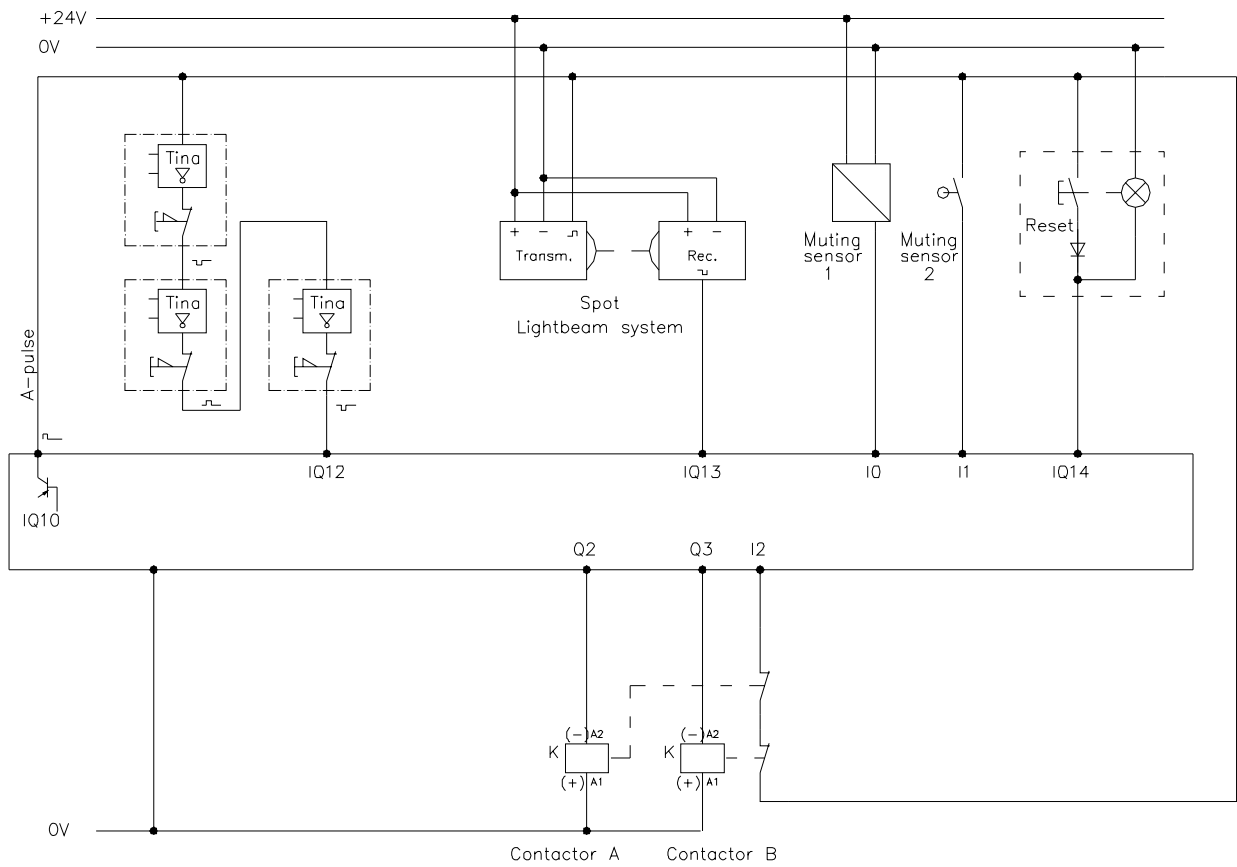 +24V
0V
Tina
Tina
Tina
Transm.
+
−
+
−
Rec.
Spot
Lightbeam system
Muting
sensor
1
Muting
sensor
2
Reset
A-pulse
IQ10
IQ12
IQ13
I0
I1
IQ14
Q2
Q3
I2
K
(−) A2
(+) A1
K
(−) A2
(+) A1
0V
Contactor A
Contactor B